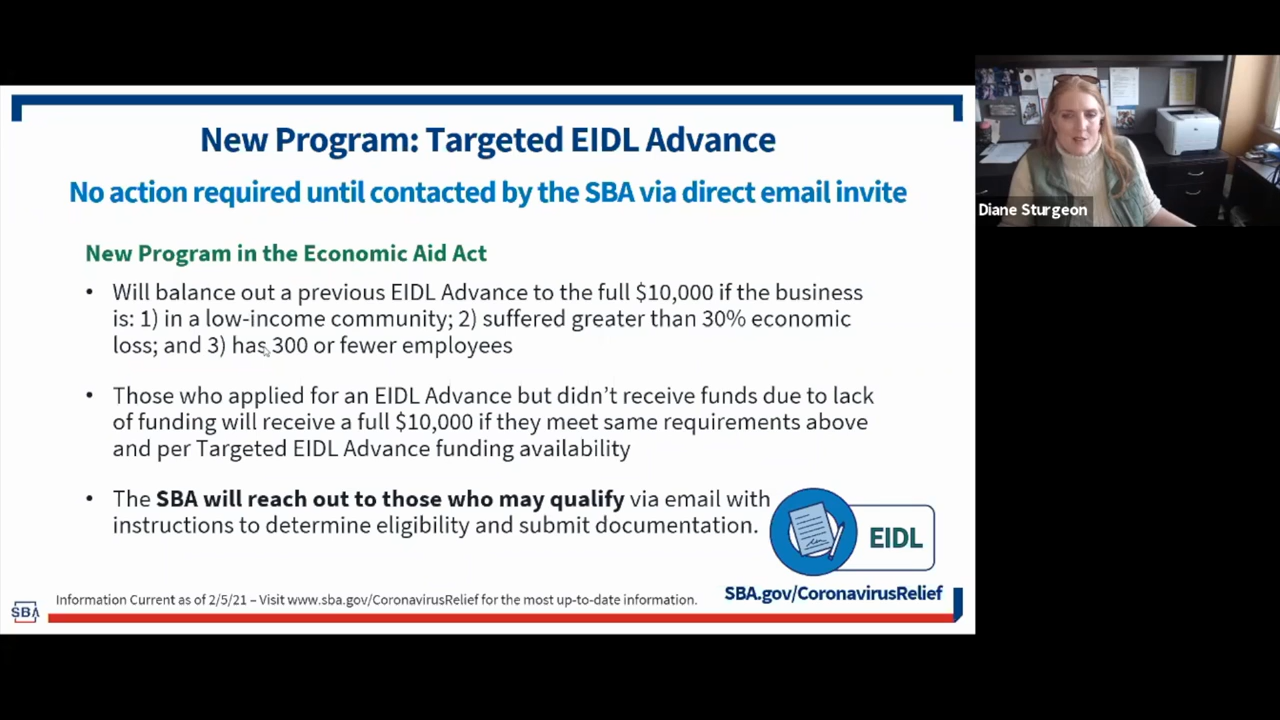 New Program: Targeted EIDL Advance
No action required until contacted by the SBA via direct email invite
New Program in the Economic Aid Act
• Will balance out a previous EIDL Advance to the full $10,000 if the business
is: 1) in a low-income community; 2) suffered greater than 30% economic
loss; and 3) has 300 or fewer employees
• Those who applied for an EIDL Advance but didn’t receive funds due to lack
of funding will receive a full $10,000 if they meet same requirements above
and per Targeted EIDL Advance funding availability
• The SBA will reach out to those who may qualify via email with
instructions to determine eligibility and submit documentation.
EIDL
SBA.gov/CoronavirusRelief
SBA
Information Current as of 2/5/21 – Visit www.sba.gov/CoronavirusRelief for the most up-to-date information.
Diane Sturgeon